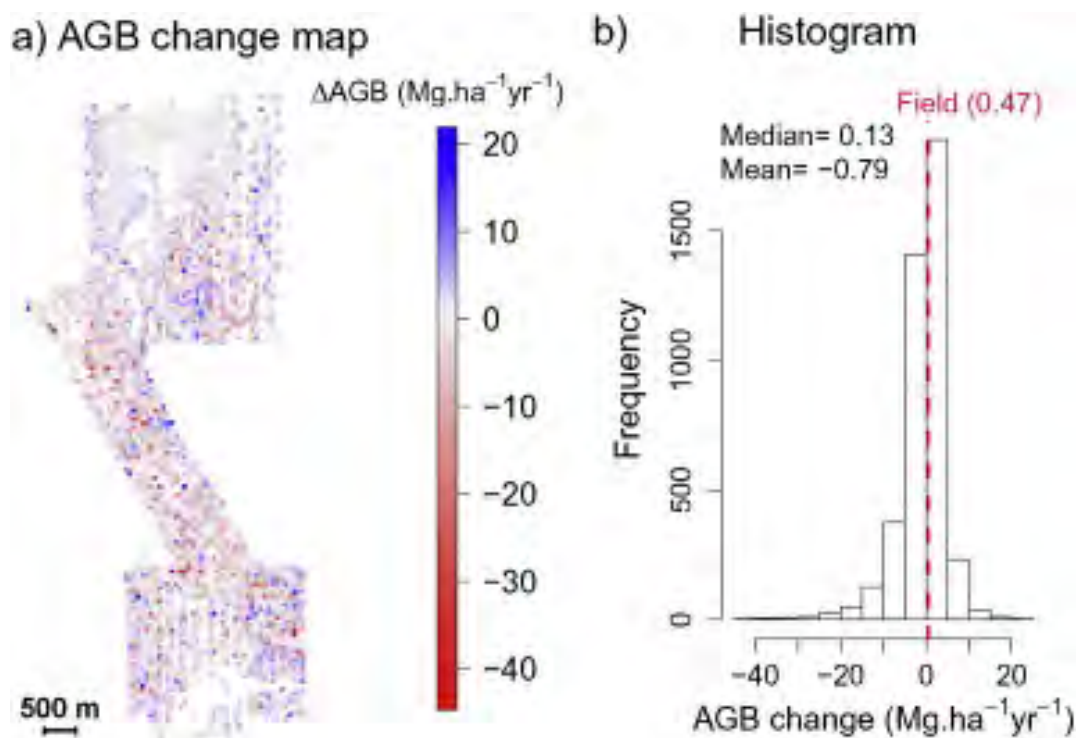 a) AGB change map
ΔAGB (Mg.ha⁻¹yr⁻¹)
20
10
0
−10
−20
−30
−40
500 m
b) Histogram
Field (0.47)
Median= 0.13
Mean= −0.79
Frequency
1500
1000
500
0
−40
−20
0
20
AGB change (Mg.ha⁻¹yr⁻¹)